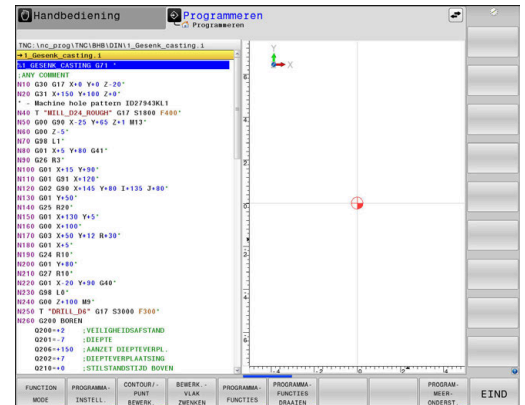 Handbediening
Programmeren
Programmeren
TNC:\nc_prog\TNC\BHB\DIN\1_Gesenk_casting.i
→1_Gesenk_casting.i
%1_GESENK_CASTING G71 *
;ANY COMMENT
N10 G30 G17 X+0 Y+0 Z-20*
N20 G31 X+150 Y+100 Z+0*
* - Machine hole pattern ID27943KL1
N40 T "MILL_D24_ROUGH" G17 S1800 F400*
N50 G00 G90 X-25 Y+65 Z+1 M13*
N60 G00 Z-5*
N70 G98 L1*
N80 G01 X+5 Y+80 G41*
N90 G26 R3*
N100 G01 X+15 Y+90*
N110 G01 G91 X+120*
N120 G02 G90 X+145 Y+80 I+135 J+80*
N130 G01 Y+50*
N140 G25 R20*
N150 G01 X+130 Y+5*
N160 G00 X+100*
N170 G03 X+50 Y+12 R+30*
N180 G01 X+5*
N190 G24 R10*
N200 G01 Y+80*
N210 G27 R10*
N220 G01 X-20 Y+90 G40*
N230 G98 L0*
N240 G00 Z+100 M9*
N250 T "DRILL_D6" G17 S3000 F300*
N260 G200 BOREN
Q200=+2 ;VEILIGHEIDSAFSTAND
Q201=-7 ;DIEPTE
Q206=+150 ;AANZET DIEPTEVERPL.
Q202=+7 ;DIEPTEVERPLAATSING
Q210=+0 ;STILSTANDSTIJD BOVEN
Y
X
FUNCTION MODE
PROGRAMMA- INSTELL.
CONTOUR/- PUNT BEWERK.
BEWERK.- VLAK ZWENKEN
PROGRAMMA- FUNCTIES
PROGRAMMA- FUNCTIES DRAAIEN
PROGRAM- MEER- ONDERST.
EIND